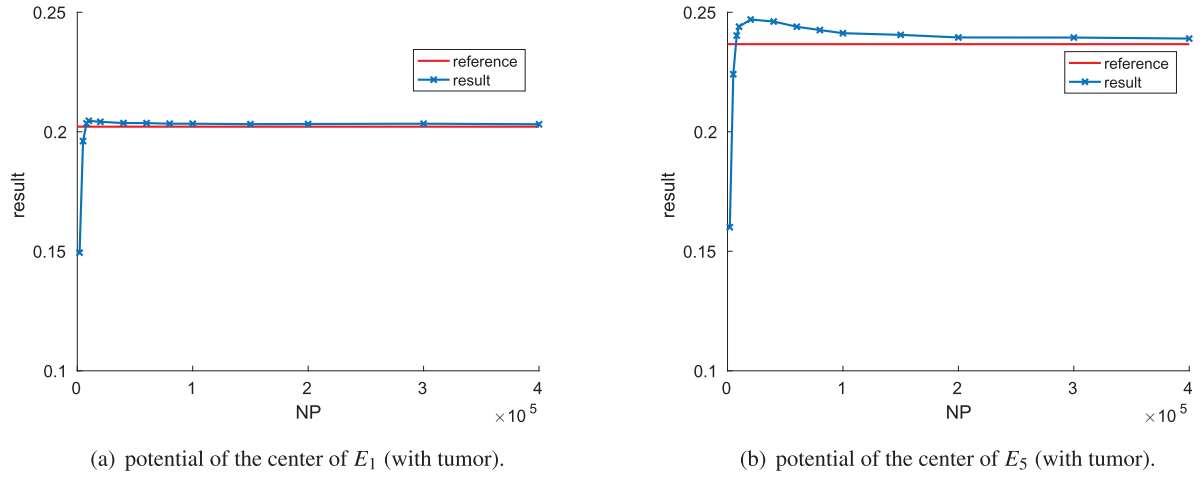 0.25
0.2
0.15
0.1
result
reference
result
0
1
2
3
4
NP
×10^5
(a) potential of the center of E_1 (with tumor).
0.25
0.2
0.15
0.1
result
reference
result
0
1
2
3
4
NP
×10^5
(b) potential of the center of E_5 (with tumor).